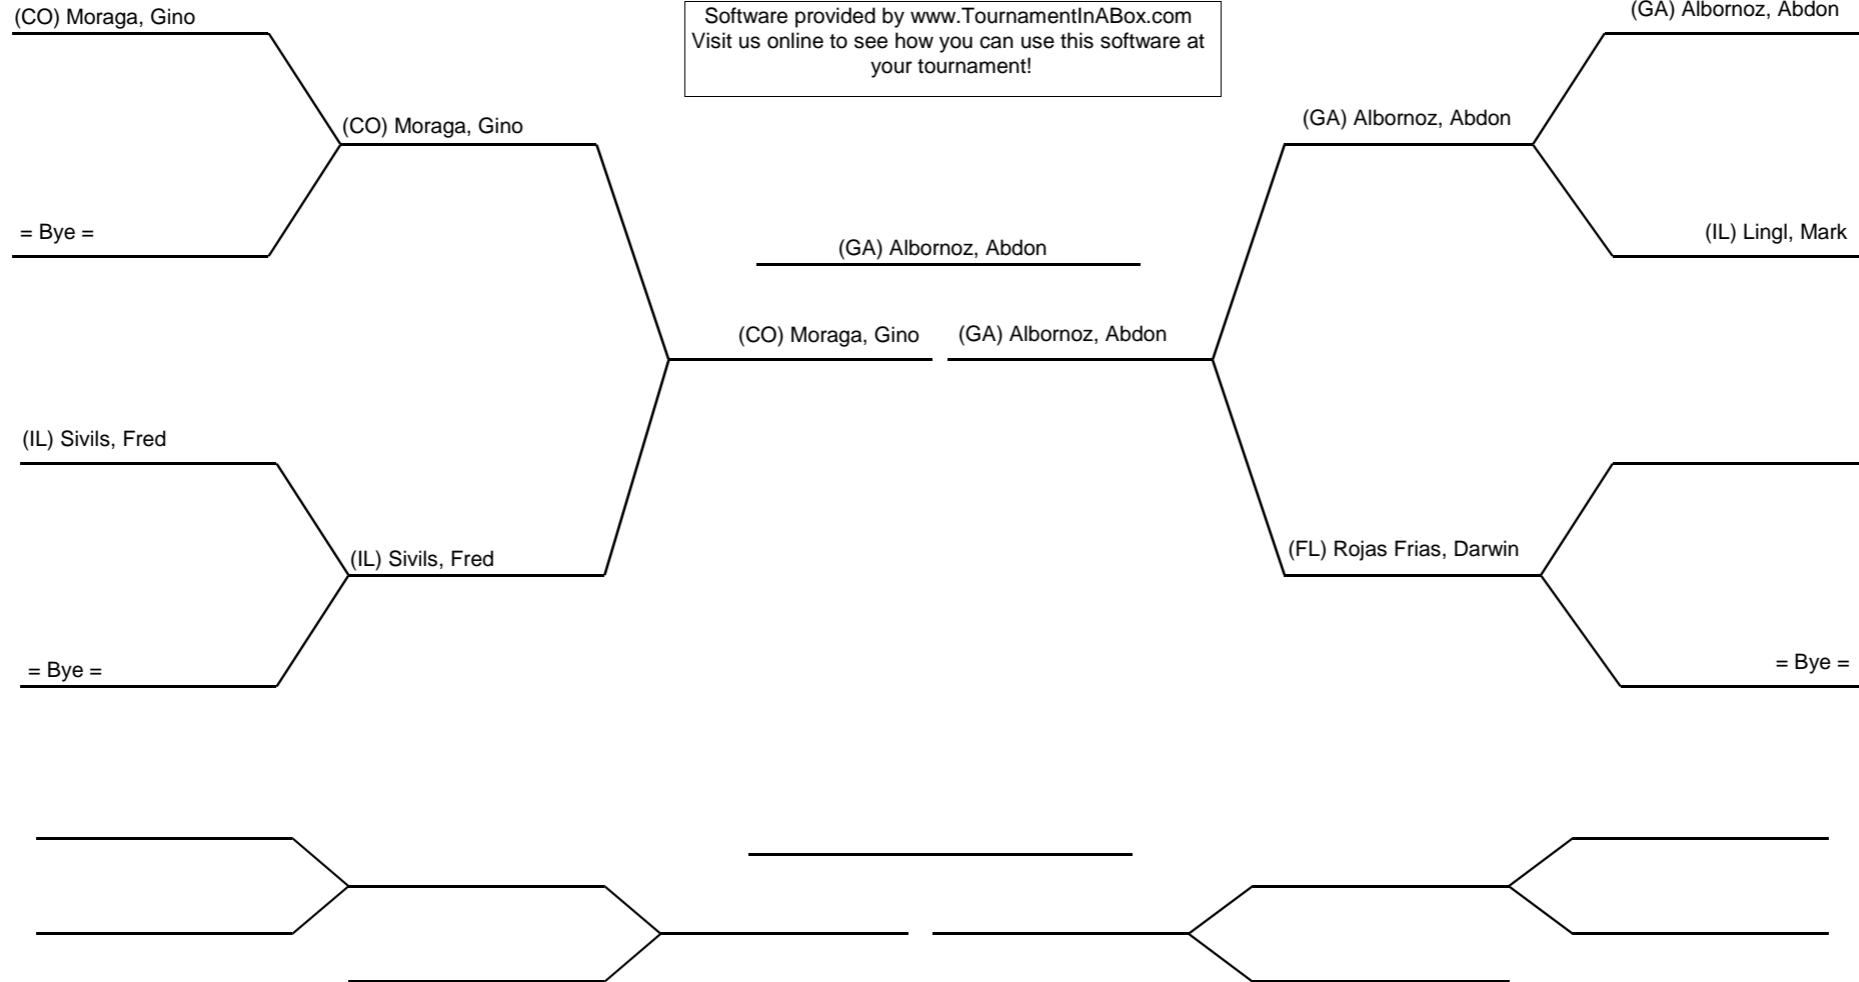 (CO) Moraga, Gino
Software provided by www.TournamentInABox.com
Visit us online to see how you can use this software at
your tournament!
(GA) Albornoz, Abdon
(CO) Moraga, Gino
(GA) Albornoz, Abdon
= Bye =
(GA) Albornoz, Abdon
(IL) Lingl, Mark
(CO) Moraga, Gino
(GA) Albornoz, Abdon
(IL) Sivils, Fred
(IL) Sivils, Fred
(FL) Rojas Frias, Darwin
= Bye =
= Bye =